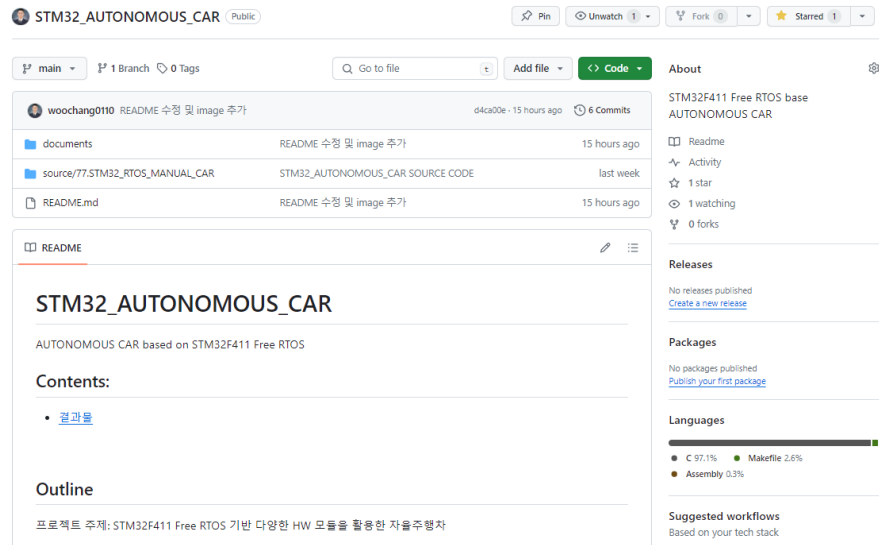 STM32_AUTONOMOUS_CAR Public Pin Unwatch 1 Fork 0 Starred 1
main 1 Branch 0 Tags Go to file t Add file Code
woochang0110 README 수정 및 image 추가 d4ca00e · 15 hours ago 6 Commits
documents README 수정 및 image 추가 15 hours ago
source/77.STM32_RTOS_MANUAL_CAR STM32_AUTONOMOUS_CAR SOURCE CODE last week
README.md README 수정 및 image 추가 15 hours ago
README
STM32_AUTONOMOUS_CAR
AUTONOMOUS CAR based on STM32F411 Free RTOS
Contents:
결과물
Outline
프로젝트 주제: STM32F411 Free RTOS 기반 다양한 HW 모듈을 활용한 자율주행차
About
STM32F411 Free RTOS base
AUTONOMOUS CAR
Readme
Activity
1 star
1 watching
0 forks
Releases
No releases published
Create a new release
Packages
No packages published
Publish your first package
Languages
C 97.1% Makefile 2.6%
Assembly 0.3%
Suggested workflows
Based on your tech stack